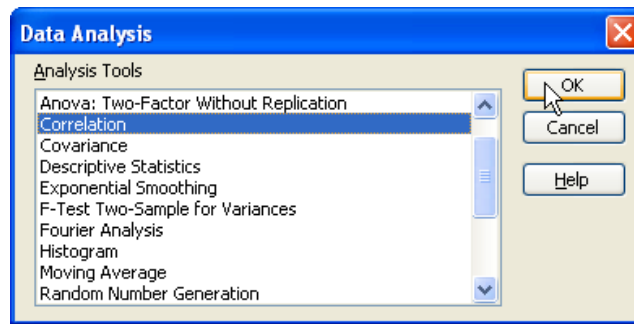 Data Analysis
Analysis Tools
Anova: Two-Factor Without Replication
Correlation
Covariance
Descriptive Statistics
Exponential Smoothing
F-Test Two-Sample for Variances
Fourier Analysis
Histogram
Moving Average
Random Number Generation
OK
Cancel
Help